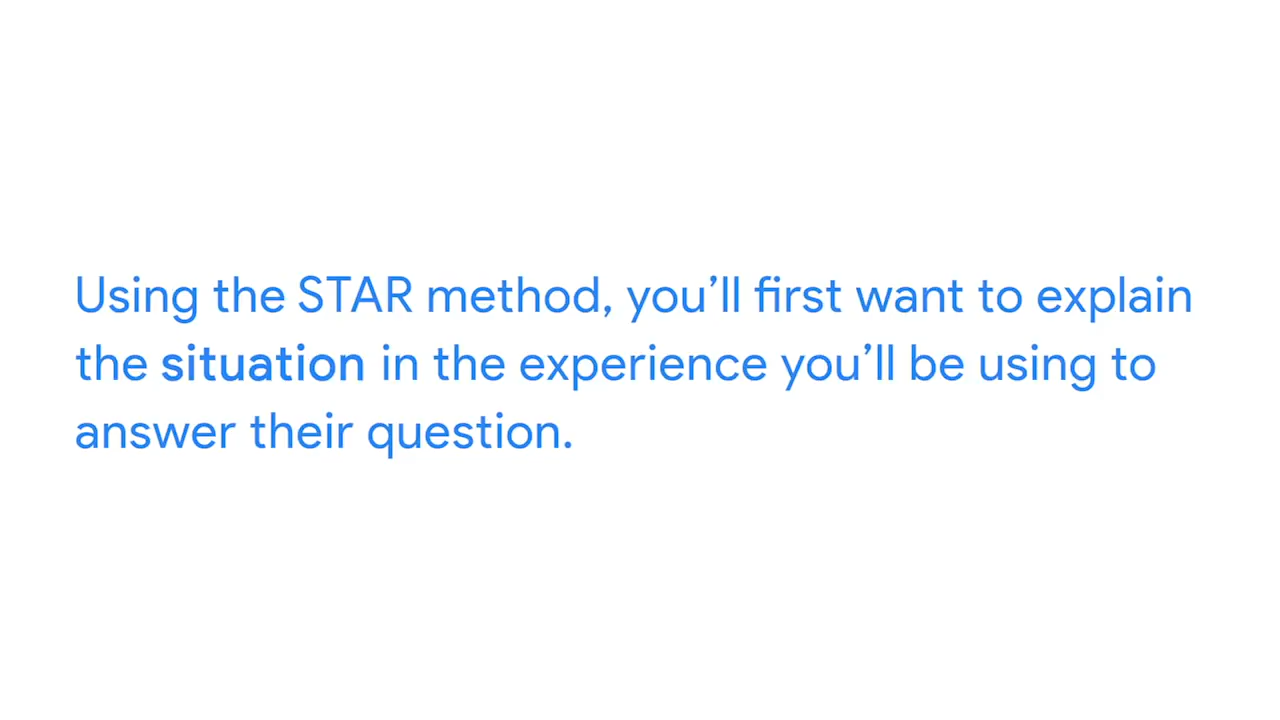 Using the STAR method, you’ll first want to explain
the situation in the experience you’ll be using to
answer their question.